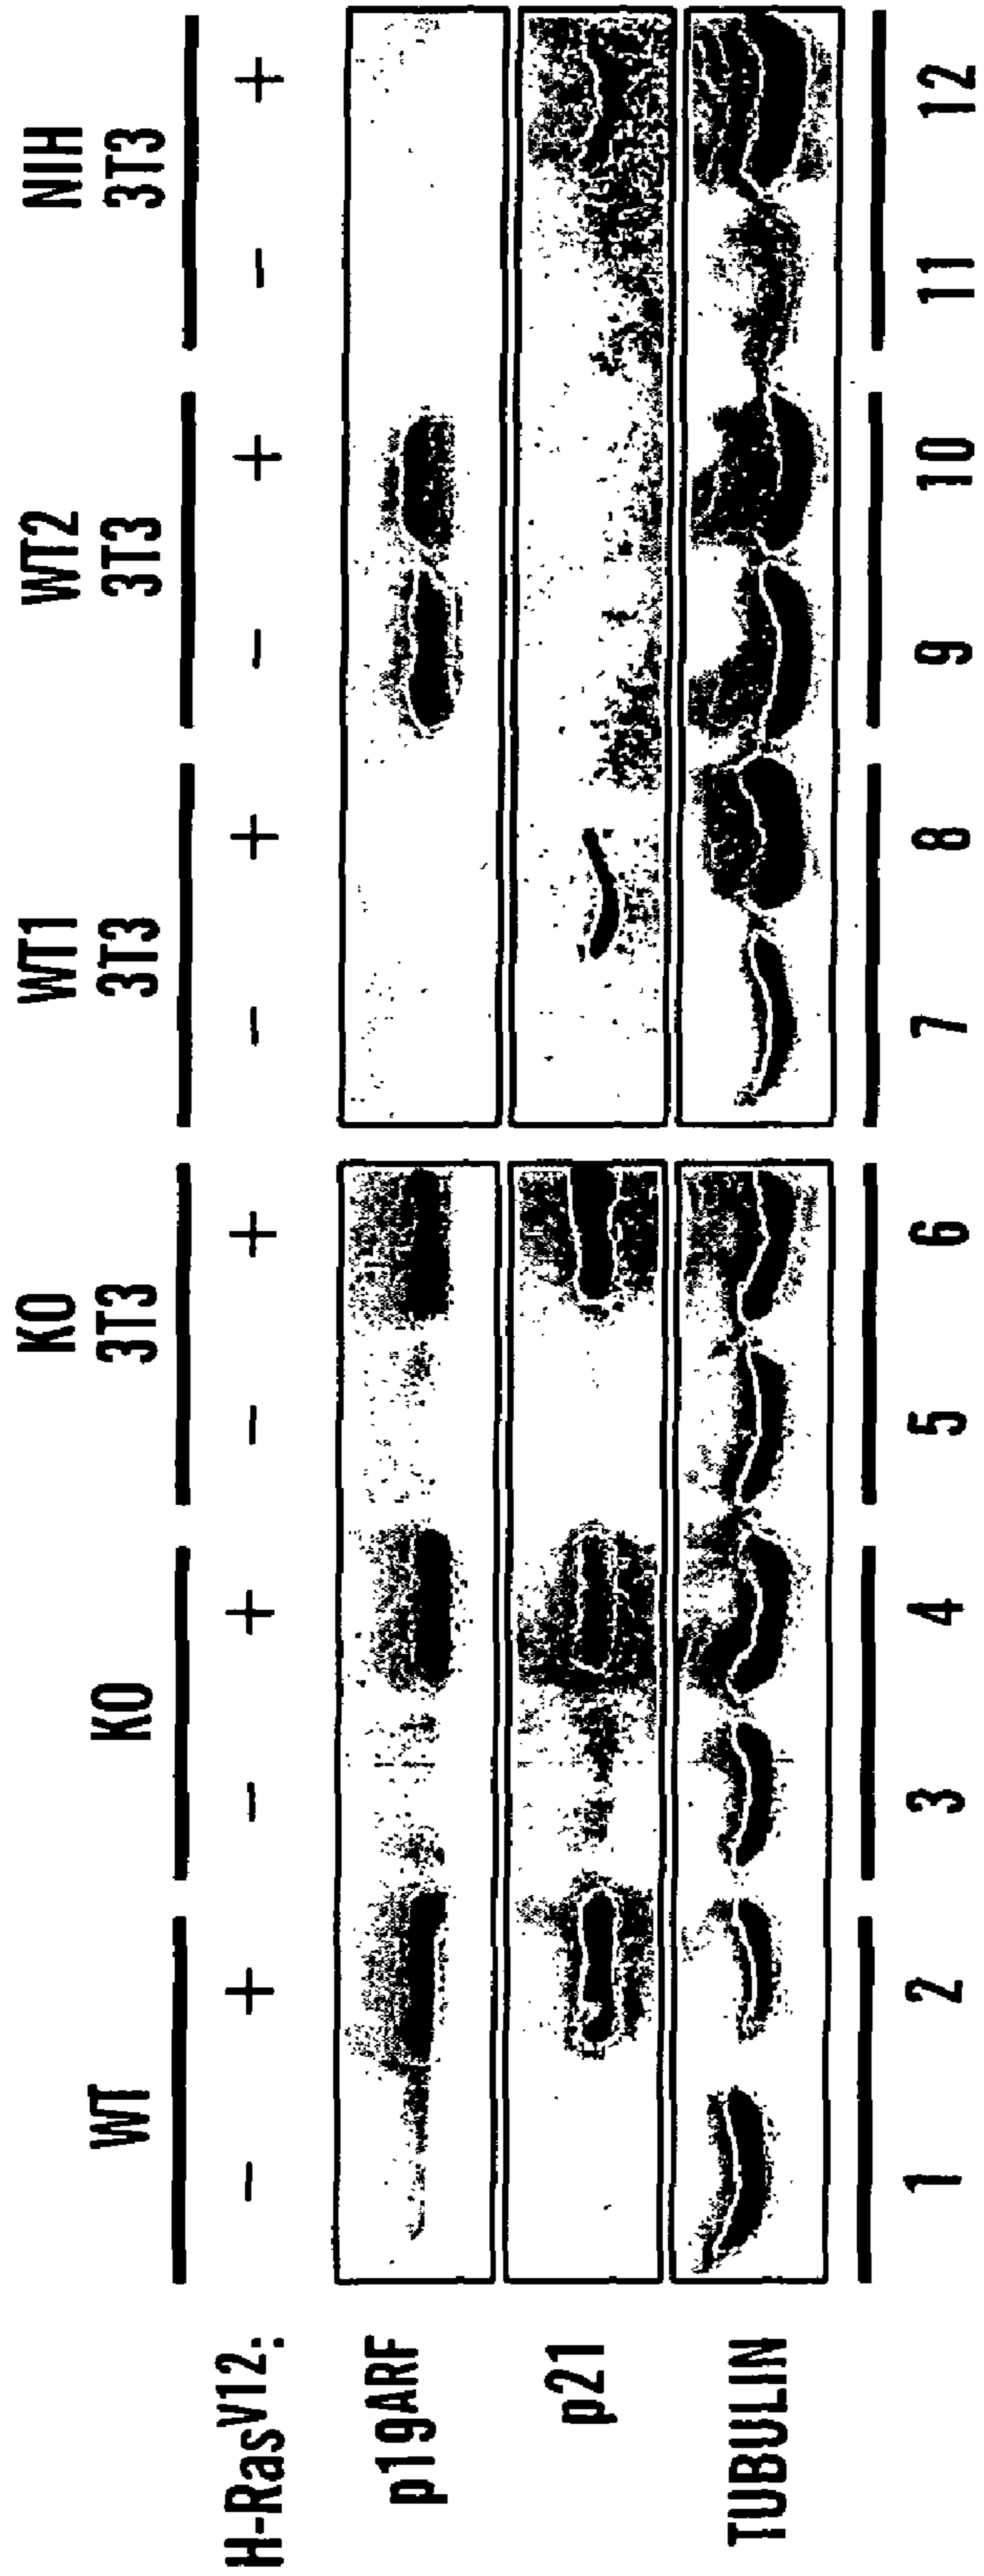 WT KO KO 3T3 WT1 3T3 WT2 3T3 NIH 3T3
H-RasV12: – + – + – + – + – + – +
p19ARF
p21
TUBULIN
1 2 3 4 5 6 7 8 9 10 11 12